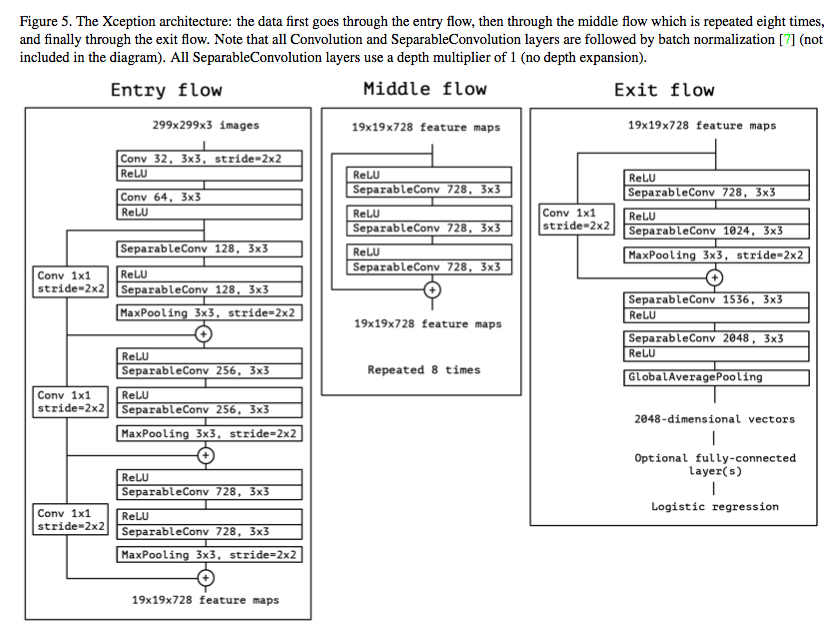 Figure 5. The Xception architecture: the data first goes through the entry flow, then through the middle flow which is repeated eight times,
and finally through the exit flow. Note that all Convolution and SeparableConvolution layers are followed by batch normalization [7] (not
included in the diagram). All SeparableConvolution layers use a depth multiplier of 1 (no depth expansion).
Entry flow
299x299x3 images
Conv 32, 3x3, stride=2x2
ReLU
Conv 64, 3x3
ReLU
SeparableConv 128, 3x3
Conv 1x1
stride=2x2
ReLU
SeparableConv 128, 3x3
MaxPooling 3x3, stride=2x2
+
ReLU
SeparableConv 256, 3x3
Conv 1x1
stride=2x2
ReLU
SeparableConv 256, 3x3
MaxPooling 3x3, stride=2x2
+
ReLU
SeparableConv 728, 3x3
Conv 1x1
stride=2x2
ReLU
SeparableConv 728, 3x3
MaxPooling 3x3, stride=2x2
+
19x19x728 feature maps
Middle flow
19x19x728 feature maps
ReLU
SeparableConv 728, 3x3
ReLU
SeparableConv 728, 3x3
ReLU
SeparableConv 728, 3x3
+
19x19x728 feature maps
Repeated 8 times
Exit flow
19x19x728 feature maps
ReLU
SeparableConv 728, 3x3
Conv 1x1
stride=2x2
ReLU
SeparableConv 1024, 3x3
MaxPooling 3x3, stride=2x2
+
SeparableConv 1536, 3x3
ReLU
SeparableConv 2048, 3x3
ReLU
GlobalAveragePooling
2048-dimensional vectors
Optional fully-connected
layer(s)
Logistic regression